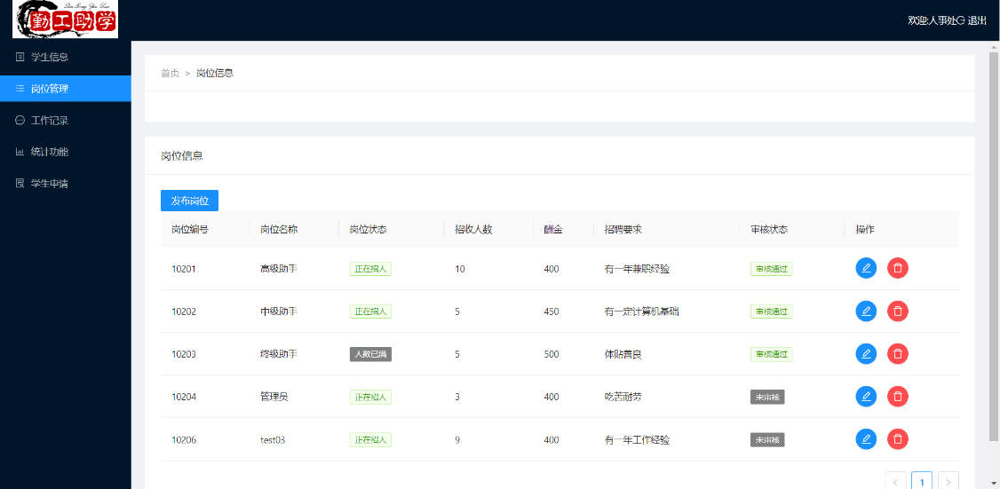 Qin Gong Zhu Xue
勤工助学
欢迎:人事处G 退出
学生信息
岗位管理
工作记录
统计功能
学生申请
首页 > 岗位信息
岗位信息
发布岗位
岗位编号 岗位名称 岗位状态 招收人数 酬金 招聘要求 审核状态 操作
10201 高级助手 正在招人 10 400 有一年兼职经验 审核通过
10202 中级助手 正在招人 5 450 有一定计算机基础 审核通过
10203 终级助手 人数已满 5 500 体贴善良 审核通过
10204 管理员 正在招人 3 400 吃苦耐劳 未审核
10206 test03 正在招人 9 400 有一年工作经验 未审核
< 1 >